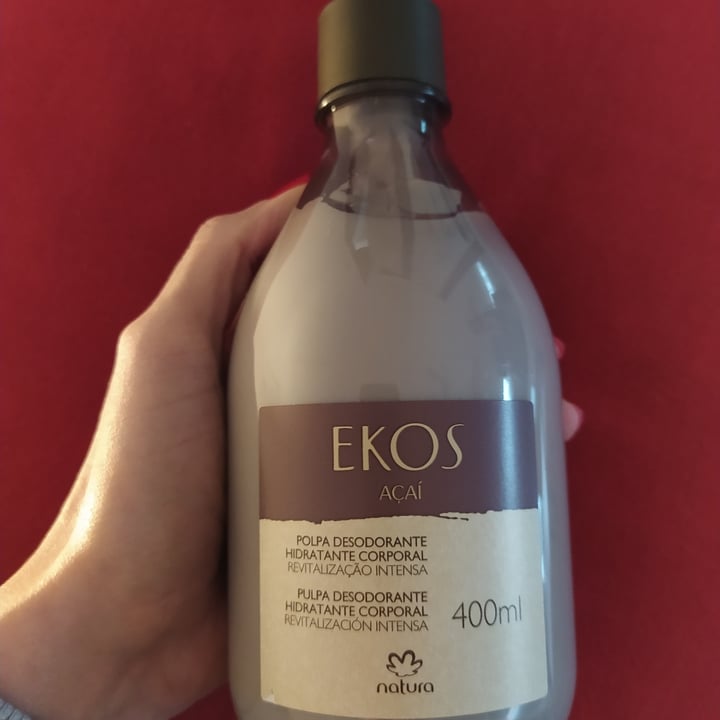 EKOS
AÇAÍ
POLPA DESODORANTE
HIDRATANTE CORPORAL
REVITALIZAÇÃO INTENSA
PULPA DESODORANTE
HIDRATANTE CORPORAL
REVITALIZACIÓN INTENSA
400ml
natura